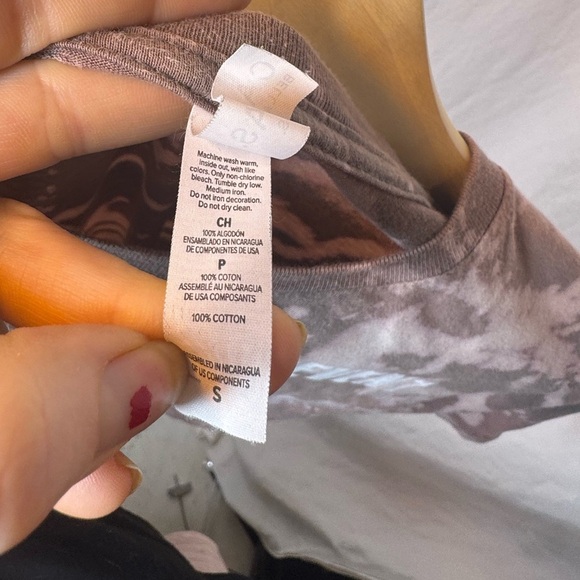 Machine wash warm,
inside out, with like
colors. Only non-chlorine
bleach. Tumble dry low.
Medium iron.
Do not iron decoration.
Do not dry clean.
CH
100% ALGODÓN
ENSAMBLADO EN NICARAGUA
DE COMPONENTES DE USA
P
100% COTON
ASSEMBLÉ AU NICARAGUA
DE USA COMPOSANTS
100% COTTON
IN NICARAGUA
OF US COMPONENTS
S